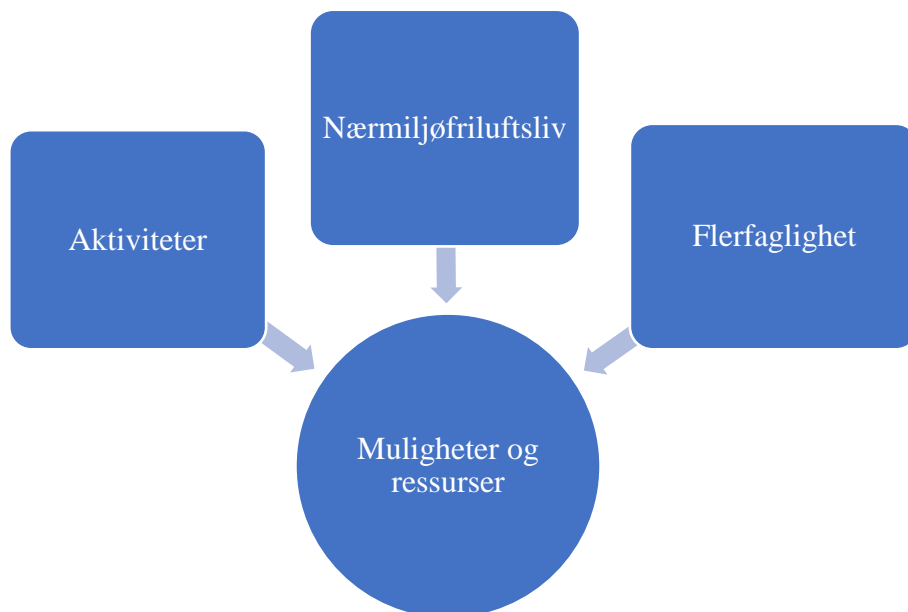 Nærmiljøfriluftsliv
Aktiviteter
Flerfaglighet
Muligheter og
ressurser